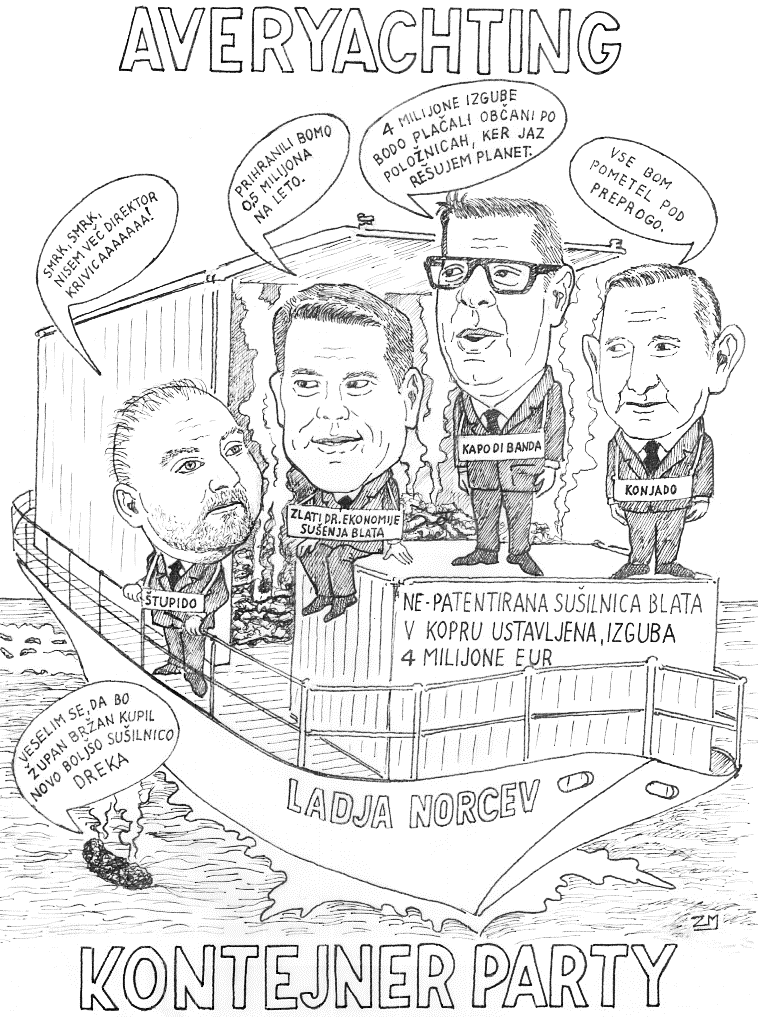 AVERYACHTING
SMRK, SMRK,
NISEM VEČ DIREKTOR
KRIVICAAAAAAA!
PRIHRANILI BOMO
0,5 MILIJONA
NA LETO.
4 MILIJONE IZGUBE
BODO PLAČALI OBČANI PO
POLOŽNICAH, KER JAZ
REŠUJEM PLANET.
VSE BOM
POMETEL POD
PREPROGO.
ŠTUPIDO
ZLATI DR. EKONOMIJE
SUŠENJA BLATA
KAPO DI BANDA
KONJADO
NE-PATENTIRANA SUŠILNICA BLATA
V KOPRU USTAVLJENA, IZGUBA
4 MILIJONE EUR
VESELIM SE, DA BO
ŽUPAN BRŽAN KUPIL
NOVO BOLJŠO SUŠILNICO
DREKA
LADJA NORCEV
ZM
KONTEJNER PARTY